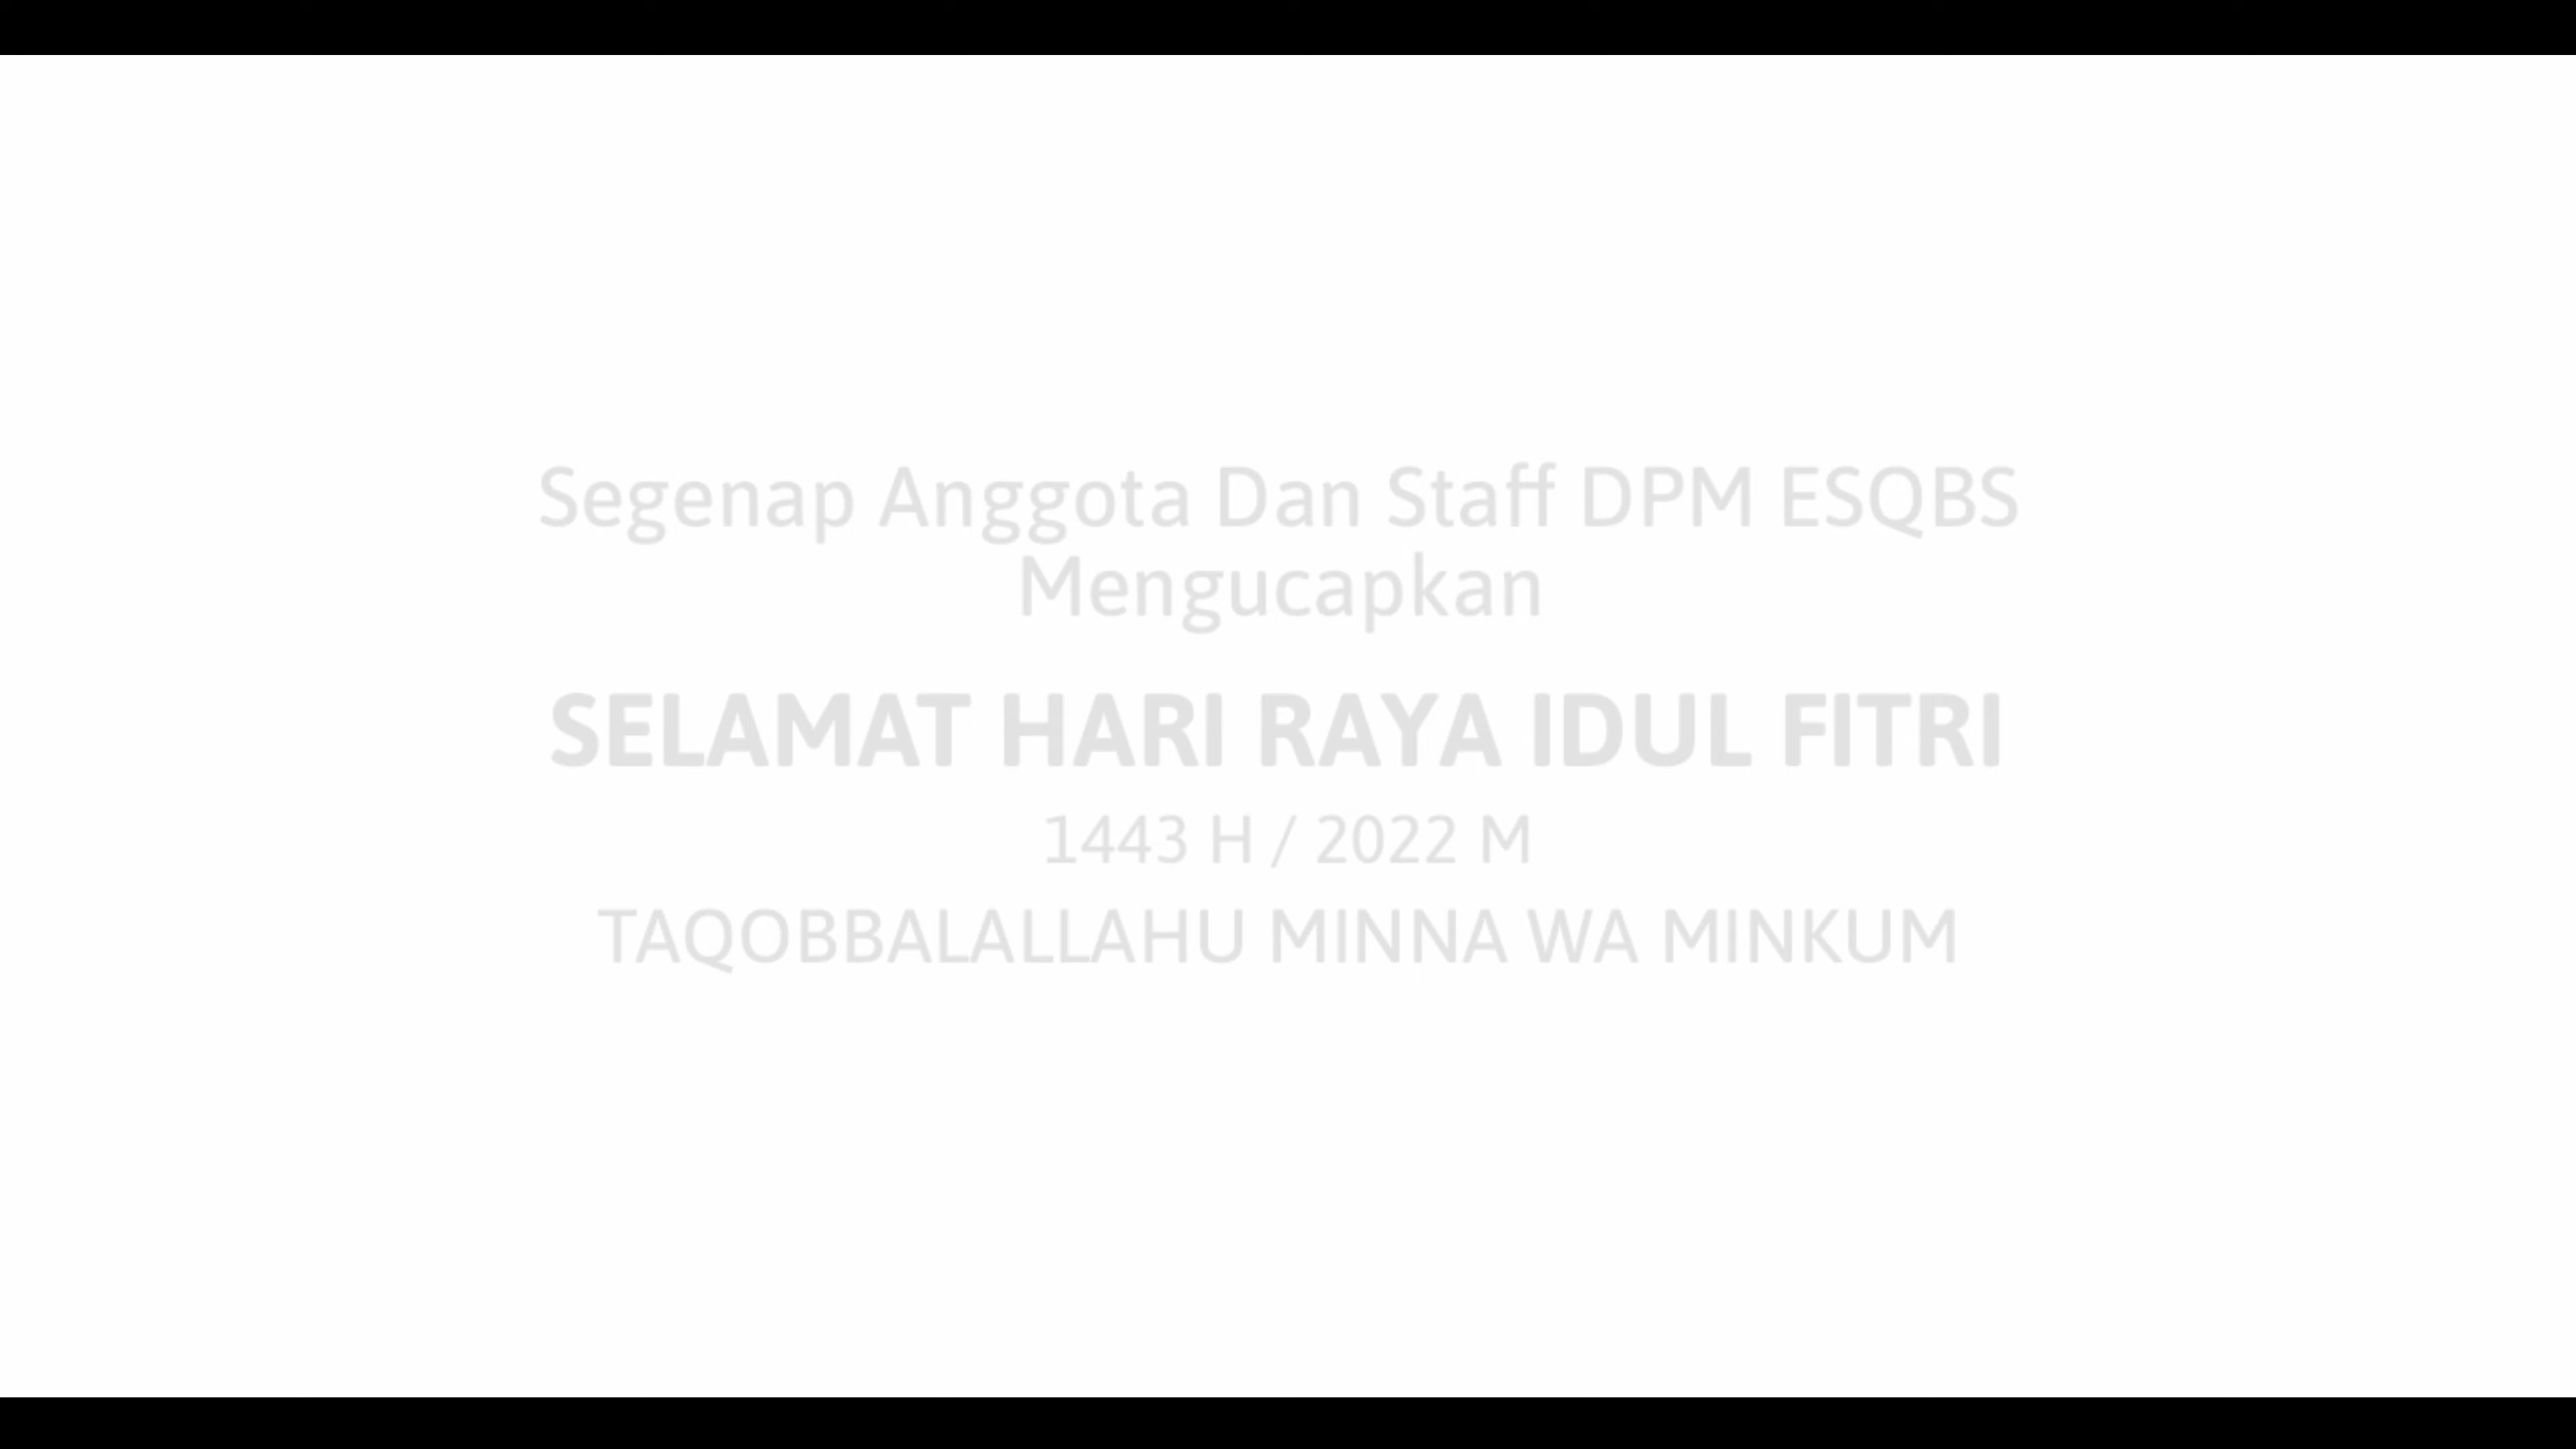 Segenap Anggota Dan Staff DPM ESQBS
Mengucapkan
SELAMAT HARI RAYA IDUL FITRI
1443 H / 2022 M
TAQOBBALALLAHU MINNA WA MINKUM